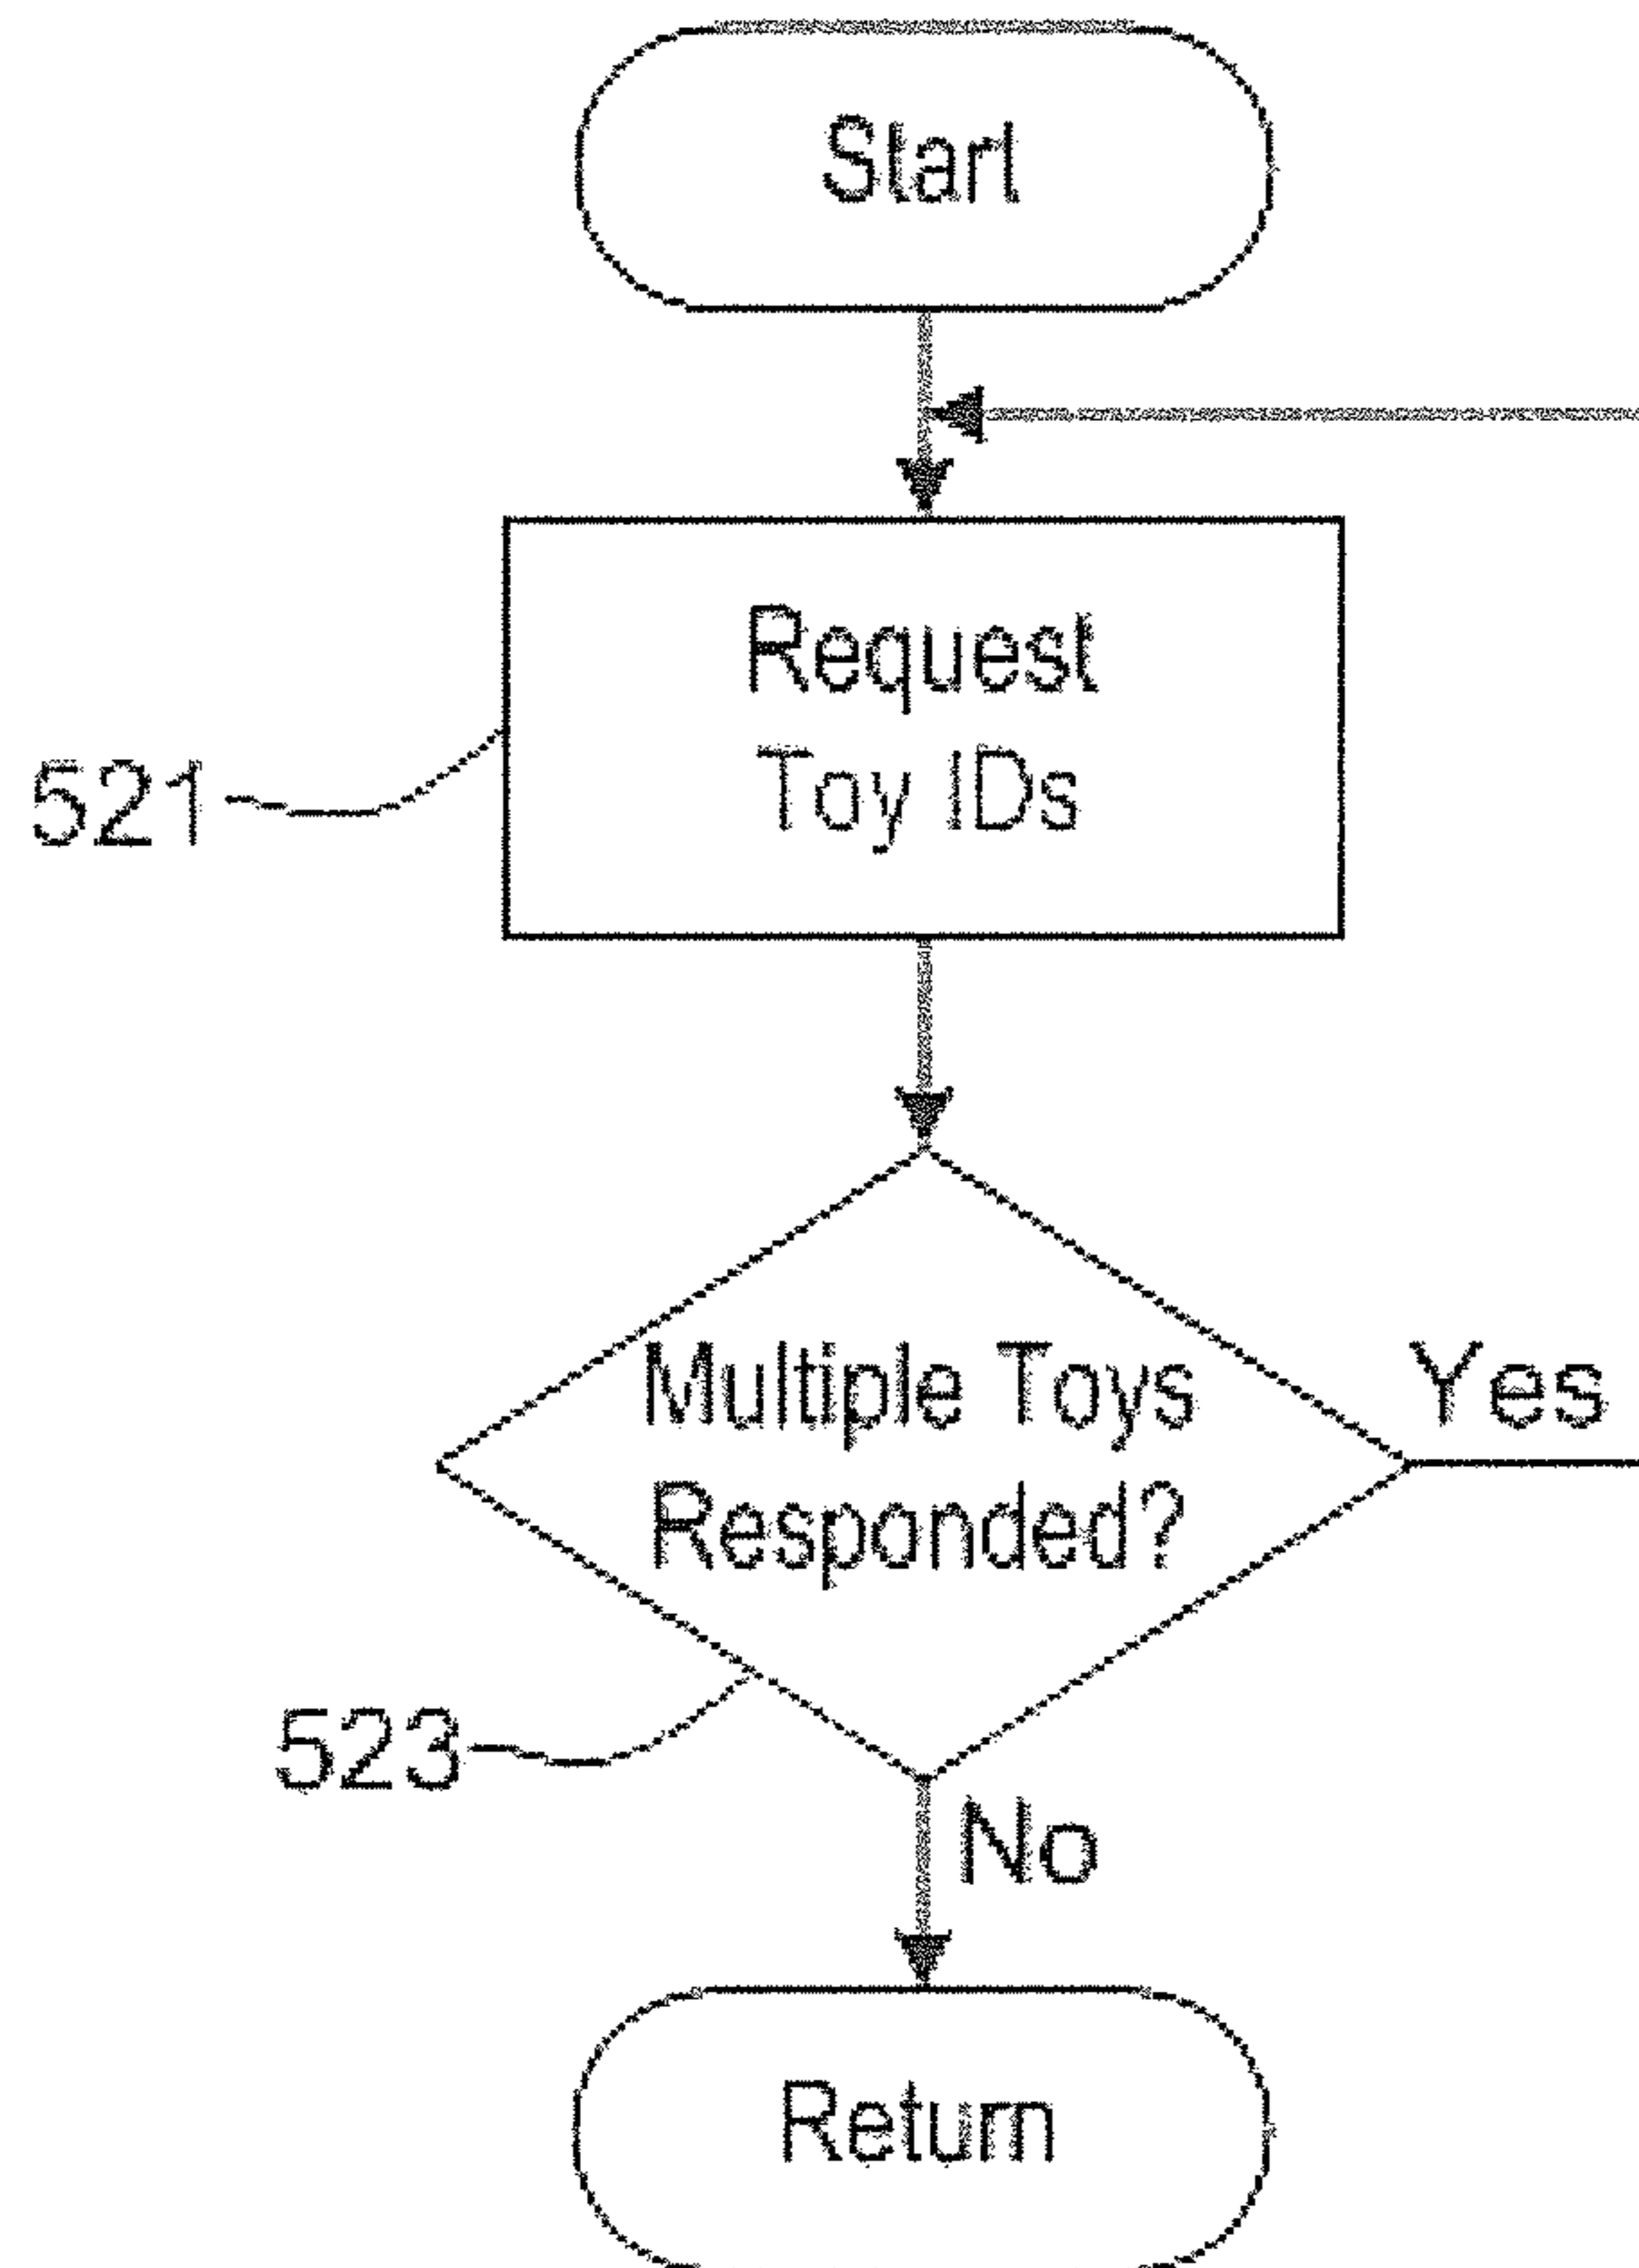 Start
Request
Toy IDs
521
Multiple Toys
Responded?
Yes
523
No
Return